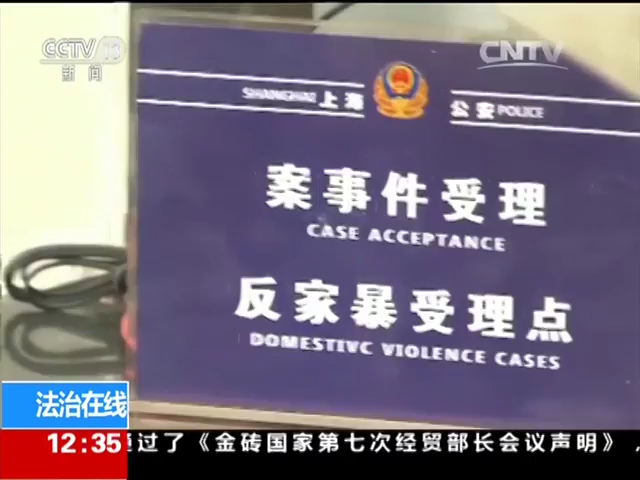 CCTV 13
新闻
CNTV
SHANGHAI 上海
公安 POLICE
案事件受理
CASE ACCEPTANCE
反家暴受理点
DOMESTIVC VIOLENCE CASES
法治在线
12:35
过了《金砖国家第七次经贸部长会议声明》，